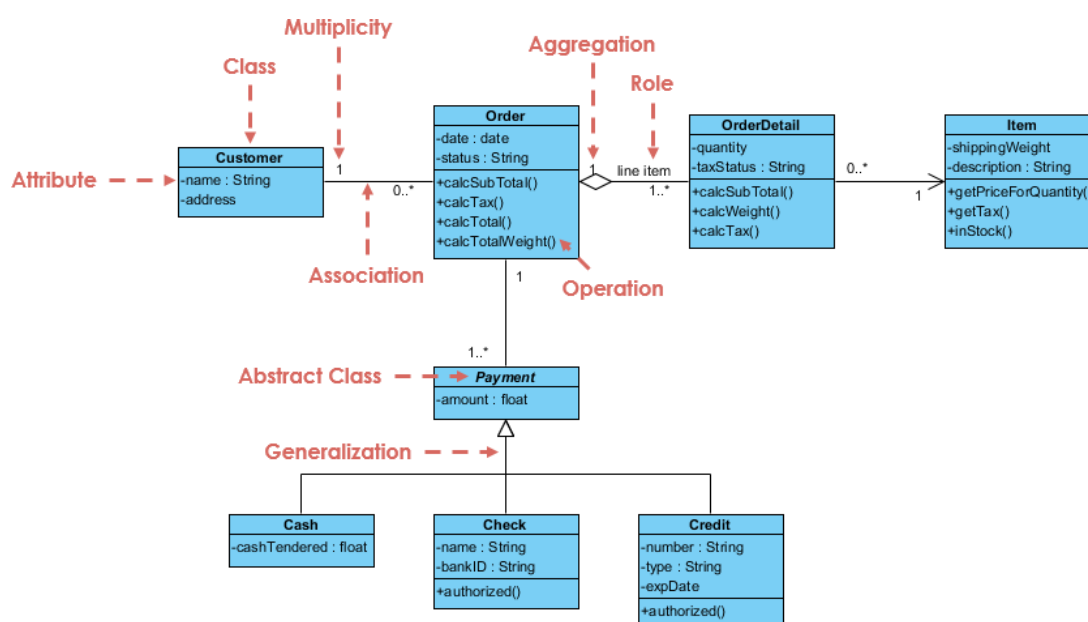 Multiplicity
Aggregation
Class
Role
Order
-date : date
-status : String
+calcSubTotal()
+calcTax()
+calcTotal()
+calcTotalWeight()
OrderDetail
-quantity
-taxStatus : String
+calcSubTotal()
+calcWeight()
+calcTax()
Item
-shippingWeight
-description : String
+getPriceForQuantity(
+getTax()
+inStock()
Customer
-name : String
-address
Attribute
1
0..*
1
line item
1..*
0..*
1
Association
Operation
1
1..*
Abstract Class
Payment
-amount : float
Generalization
Cash
-cashTendered : float
Check
-name : String
-bankID : String
+authorized()
Credit
-number : String
-type : String
-expDate
+authorized()